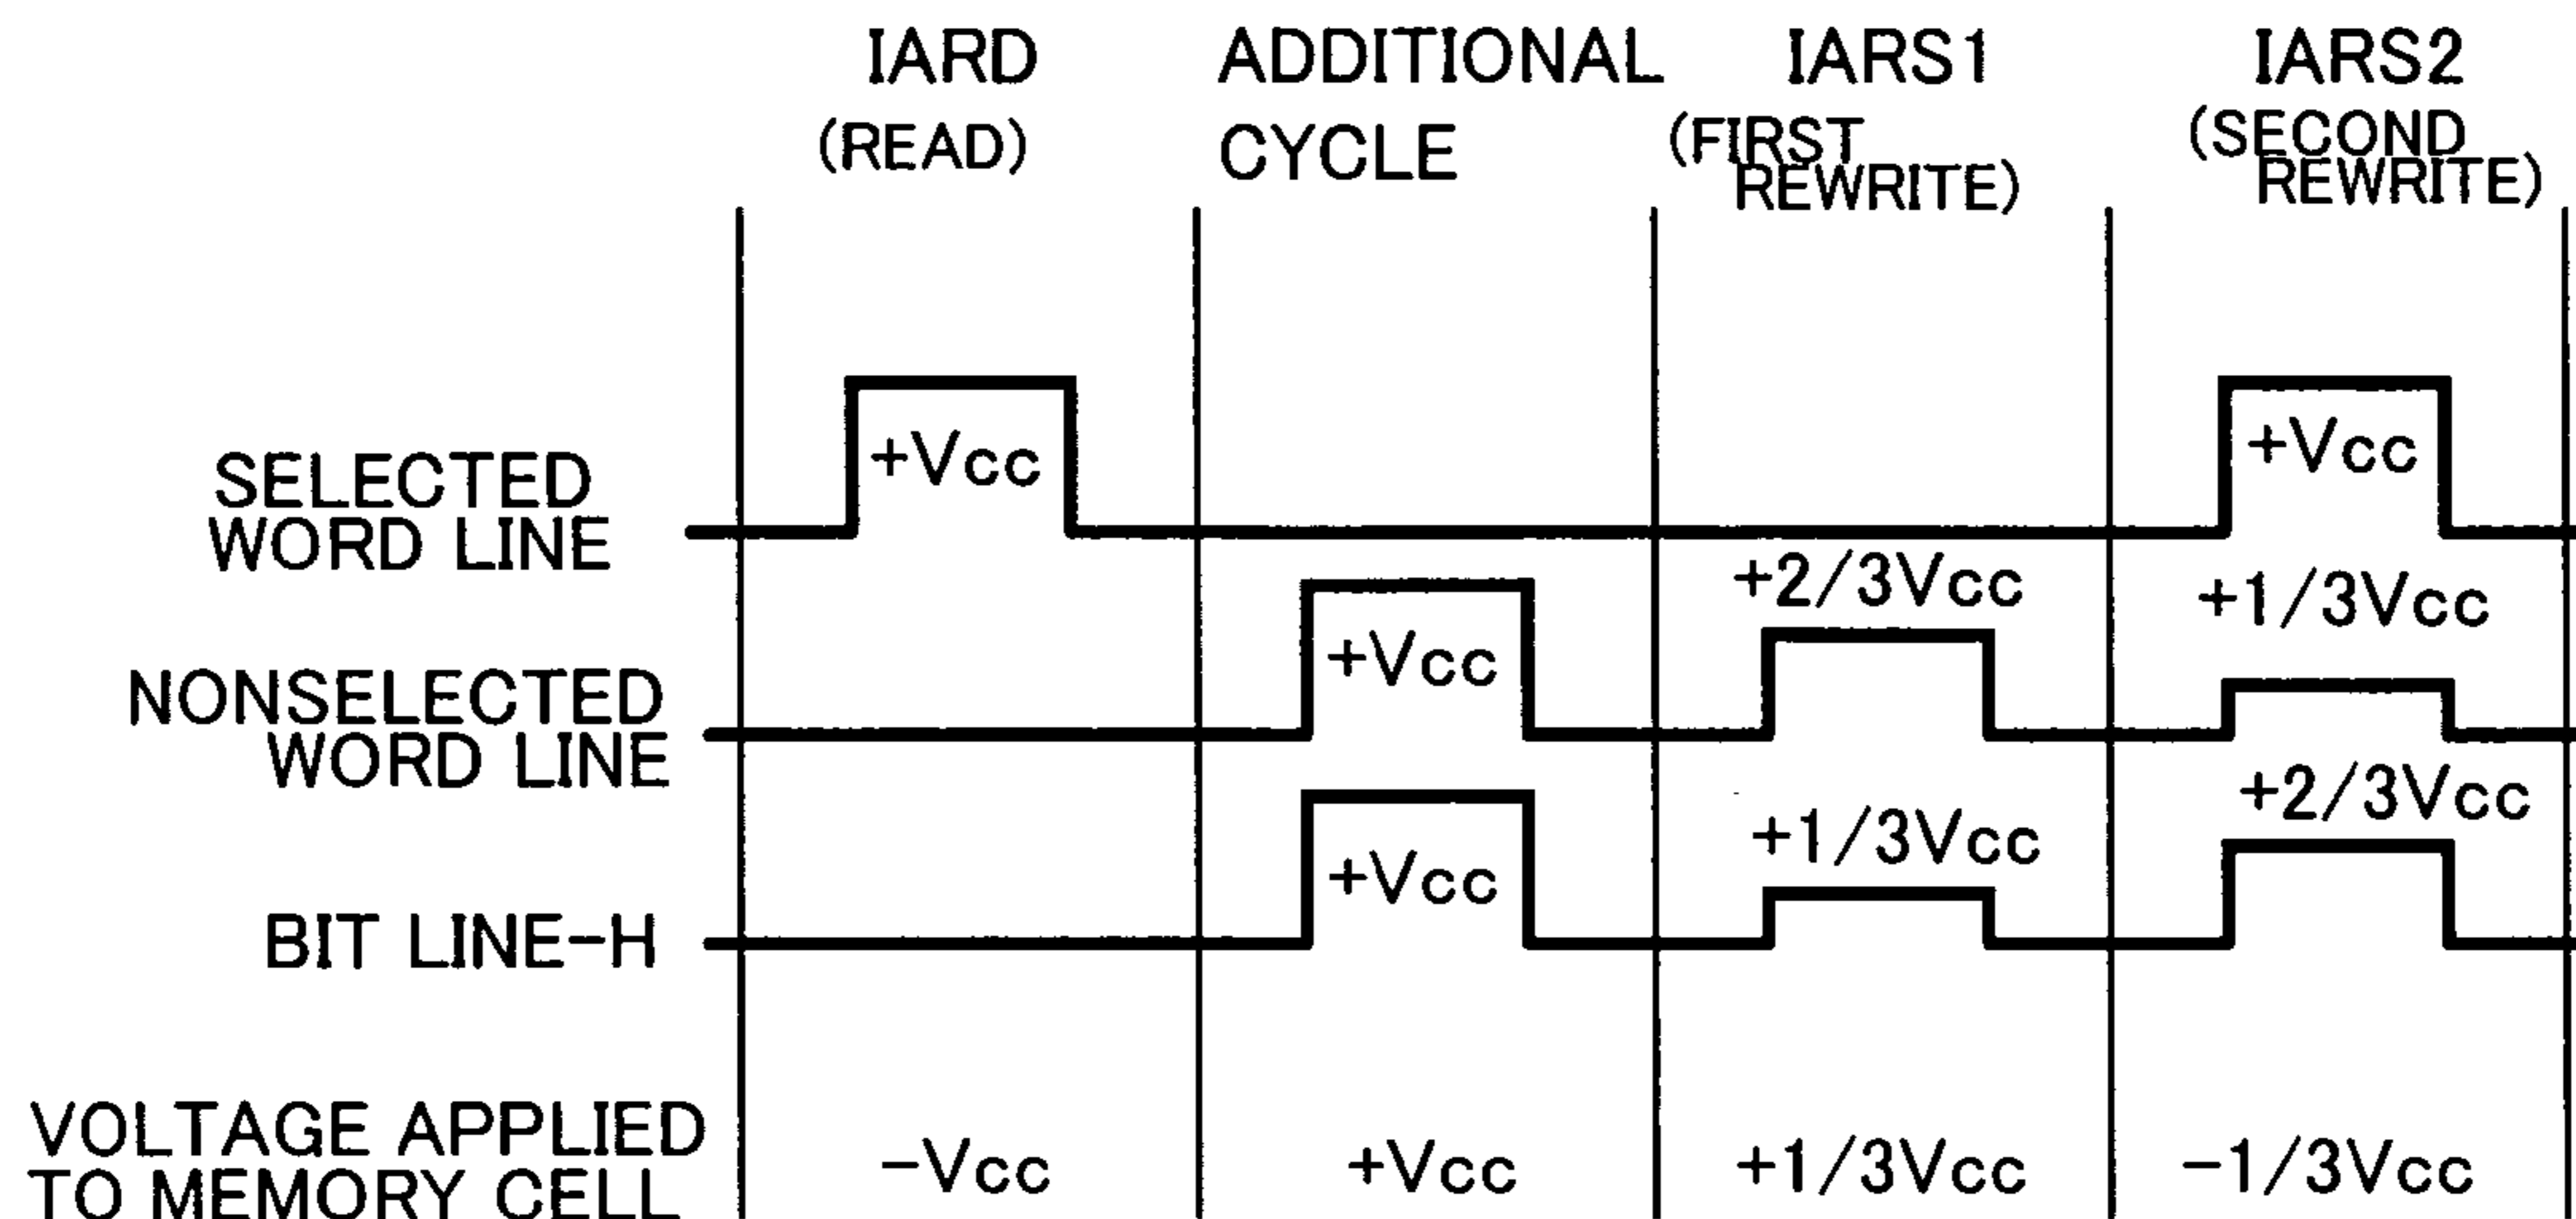 IARD
(READ)
ADDITIONAL
CYCLE
IARS1
(FIRST
REWRITE)
IARS2
(SECOND
REWRITE)
SELECTED
WORD LINE
+Vcc
+Vcc
NONSELECTED
WORD LINE
+Vcc
+2/3Vcc
+1/3Vcc
BIT LINE-H
+Vcc
+1/3Vcc
+2/3Vcc
VOLTAGE APPLIED
TO MEMORY CELL
-Vcc
+Vcc
+1/3Vcc
-1/3Vcc